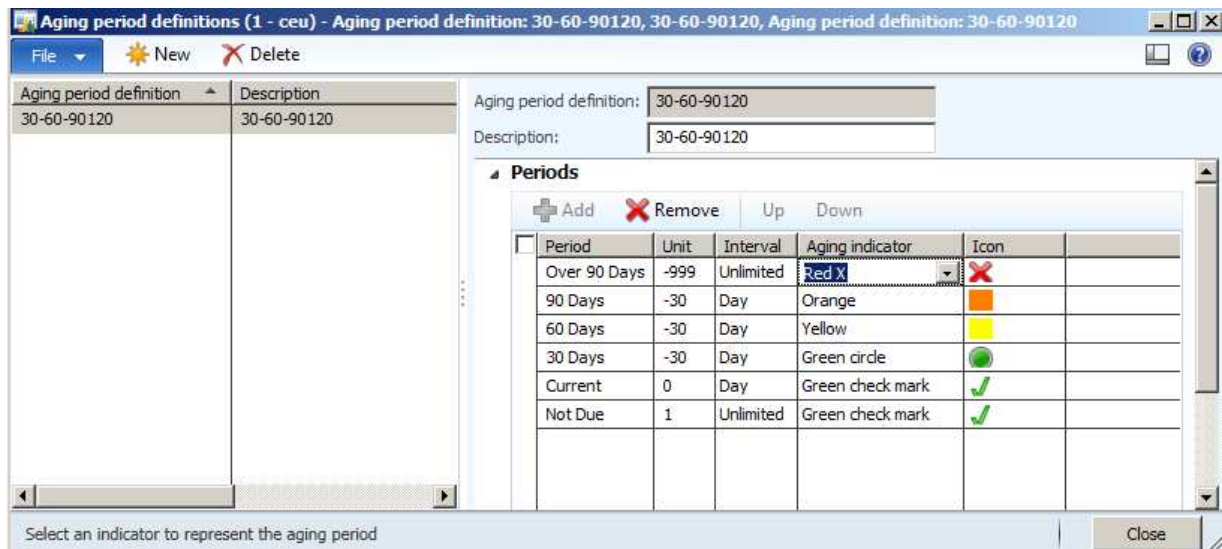 Aging period definitions (1 - ceu) - Aging period definition: 30-60-90120, 30-60-90120, Aging period definition: 30-60-90120
File New Delete
Aging period definition Description
30-60-90120 30-60-90120
Aging period definition: 30-60-90120
Description: 30-60-90120
Periods
Add Remove Up Down
Period Unit Interval Aging indicator Icon
Over 90 Days -999 Unlimited Red X
90 Days -30 Day Orange
60 Days -30 Day Yellow
30 Days -30 Day Green circle
Current 0 Day Green check mark
Not Due 1 Unlimited Green check mark
Select an indicator to represent the aging period Close